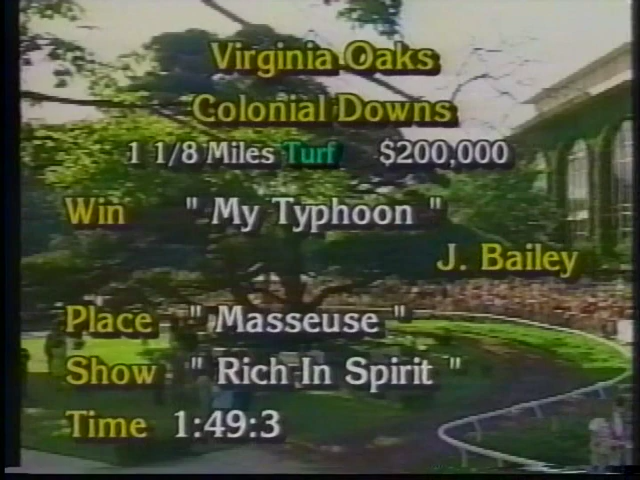 Virginia Oaks
Colonial Downs
1 1/8 Miles Turf $200,000
Win " My Typhoon "
J. Bailey
Place " Masseuse "
Show " Rich In Spirit "
Time 1:49:3